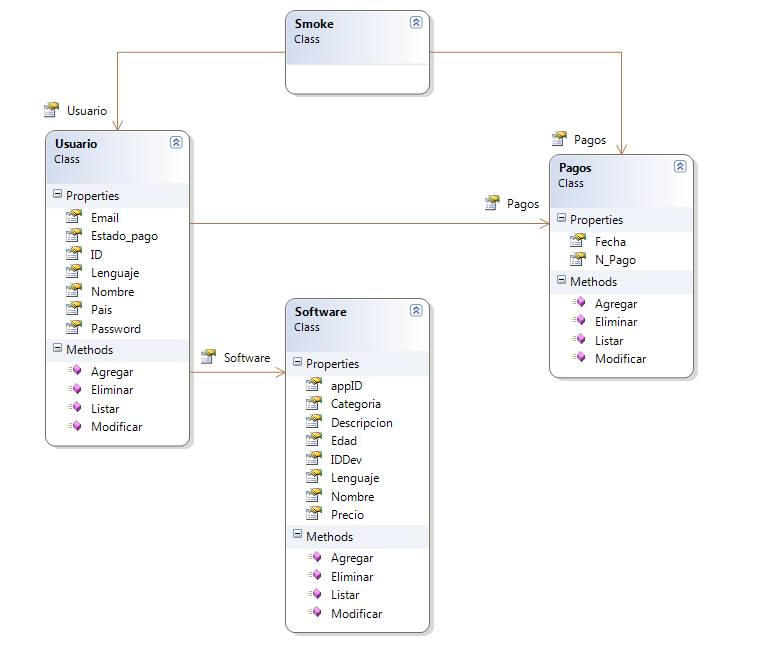 Smoke
Class
Usuario
Usuario
Class
Properties
Email
Estado_pago
ID
Lenguaje
Nombre
Pais
Password
Methods
Agregar
Eliminar
Listar
Modificar
Pagos
Pagos
Pagos
Class
Properties
Fecha
N_Pago
Methods
Agregar
Eliminar
Listar
Modificar
Software
Software
Class
Properties
appID
Categoria
Descripcion
Edad
IDDev
Lenguaje
Nombre
Precio
Methods
Agregar
Eliminar
Listar
Modificar